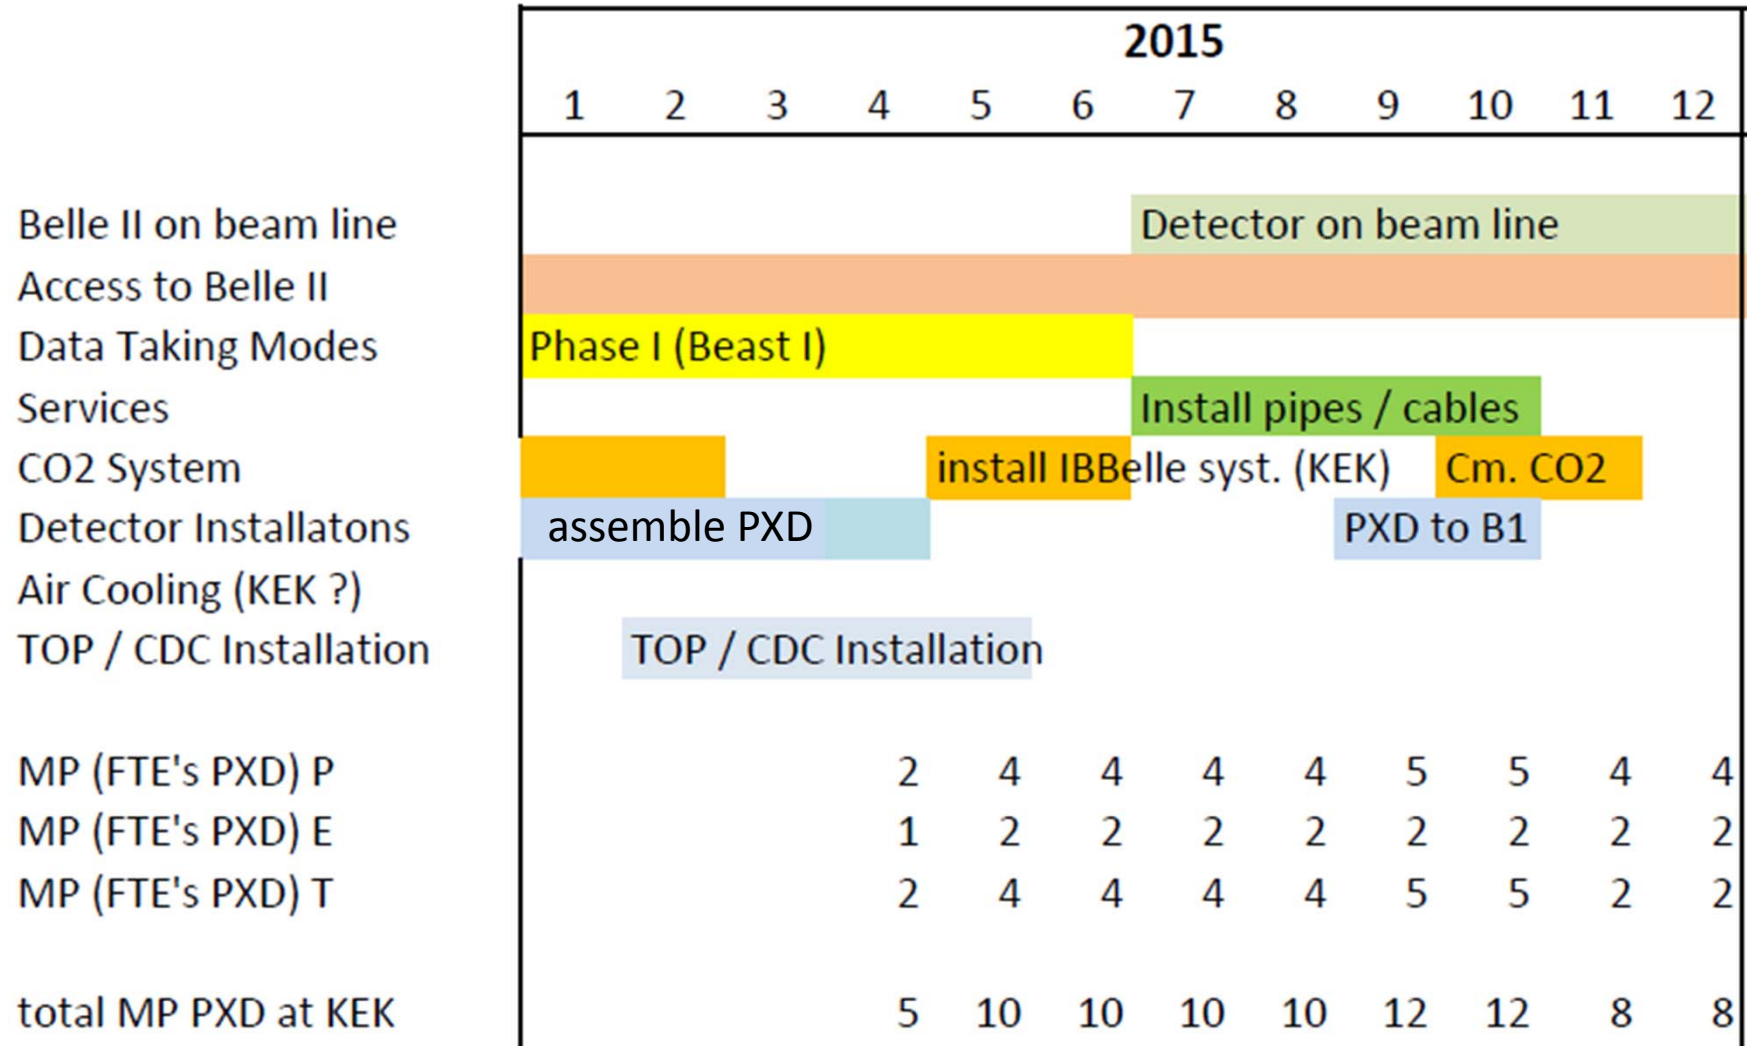 2015
1 2 3 4 5 6 7 8 9 10 11 12
Belle II on beam line Detector on beam line
Access to Belle II
Data Taking Modes Phase I (Beast I)
Services Install pipes / cables
CO2 System install IBBelle syst. (KEK) Cm. CO2
Detector Installatons assemble PXD PXD to B1
Air Cooling (KEK ?)
TOP / CDC Installation TOP / CDC Installation
MP (FTE's PXD) P 2 4 4 4 4 5 5 4 4
MP (FTE's PXD) E 1 2 2 2 2 2 2 2 2
MP (FTE's PXD) T 2 4 4 4 4 5 5 2 2
total MP PXD at KEK 5 10 10 10 10 12 12 8 8